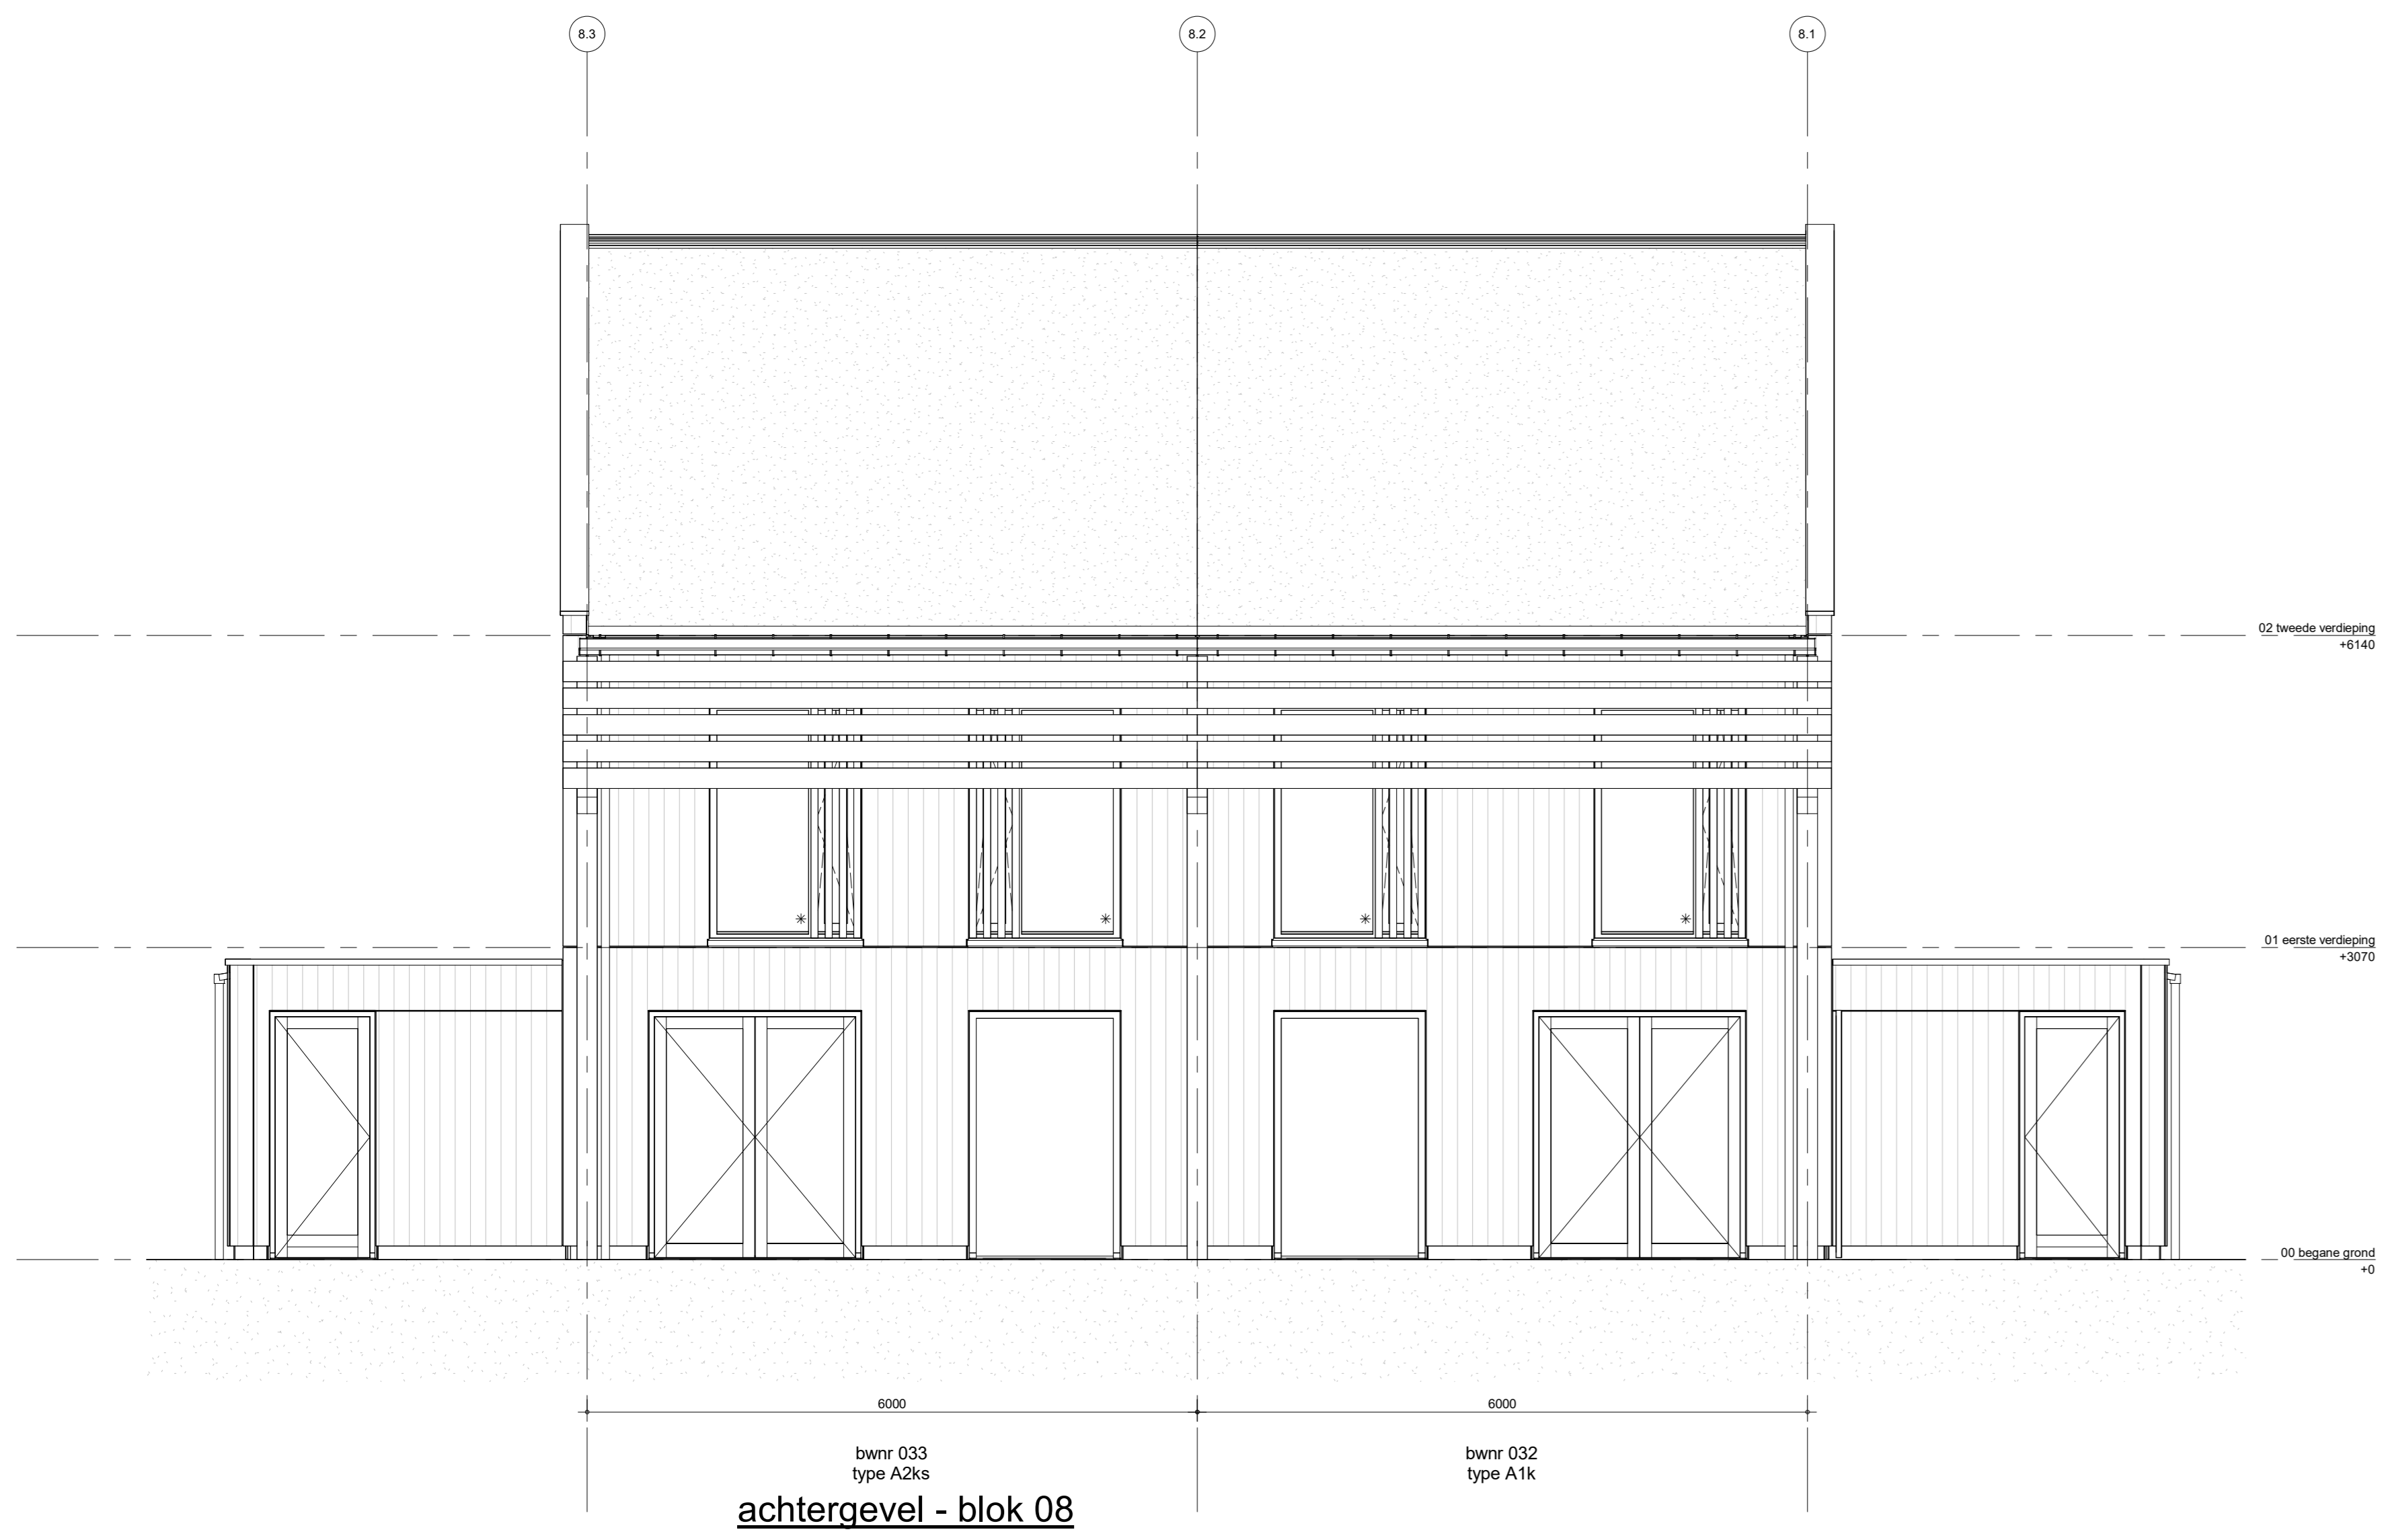 8.3
8.2
8.1
02 tweede verdieping
+6140
01 eerste verdieping
+3070
00 begane grond
+0
6000
6000
bwnr 033
type A2ks
bwnr 032
type A1k
achtergevel - blok 08